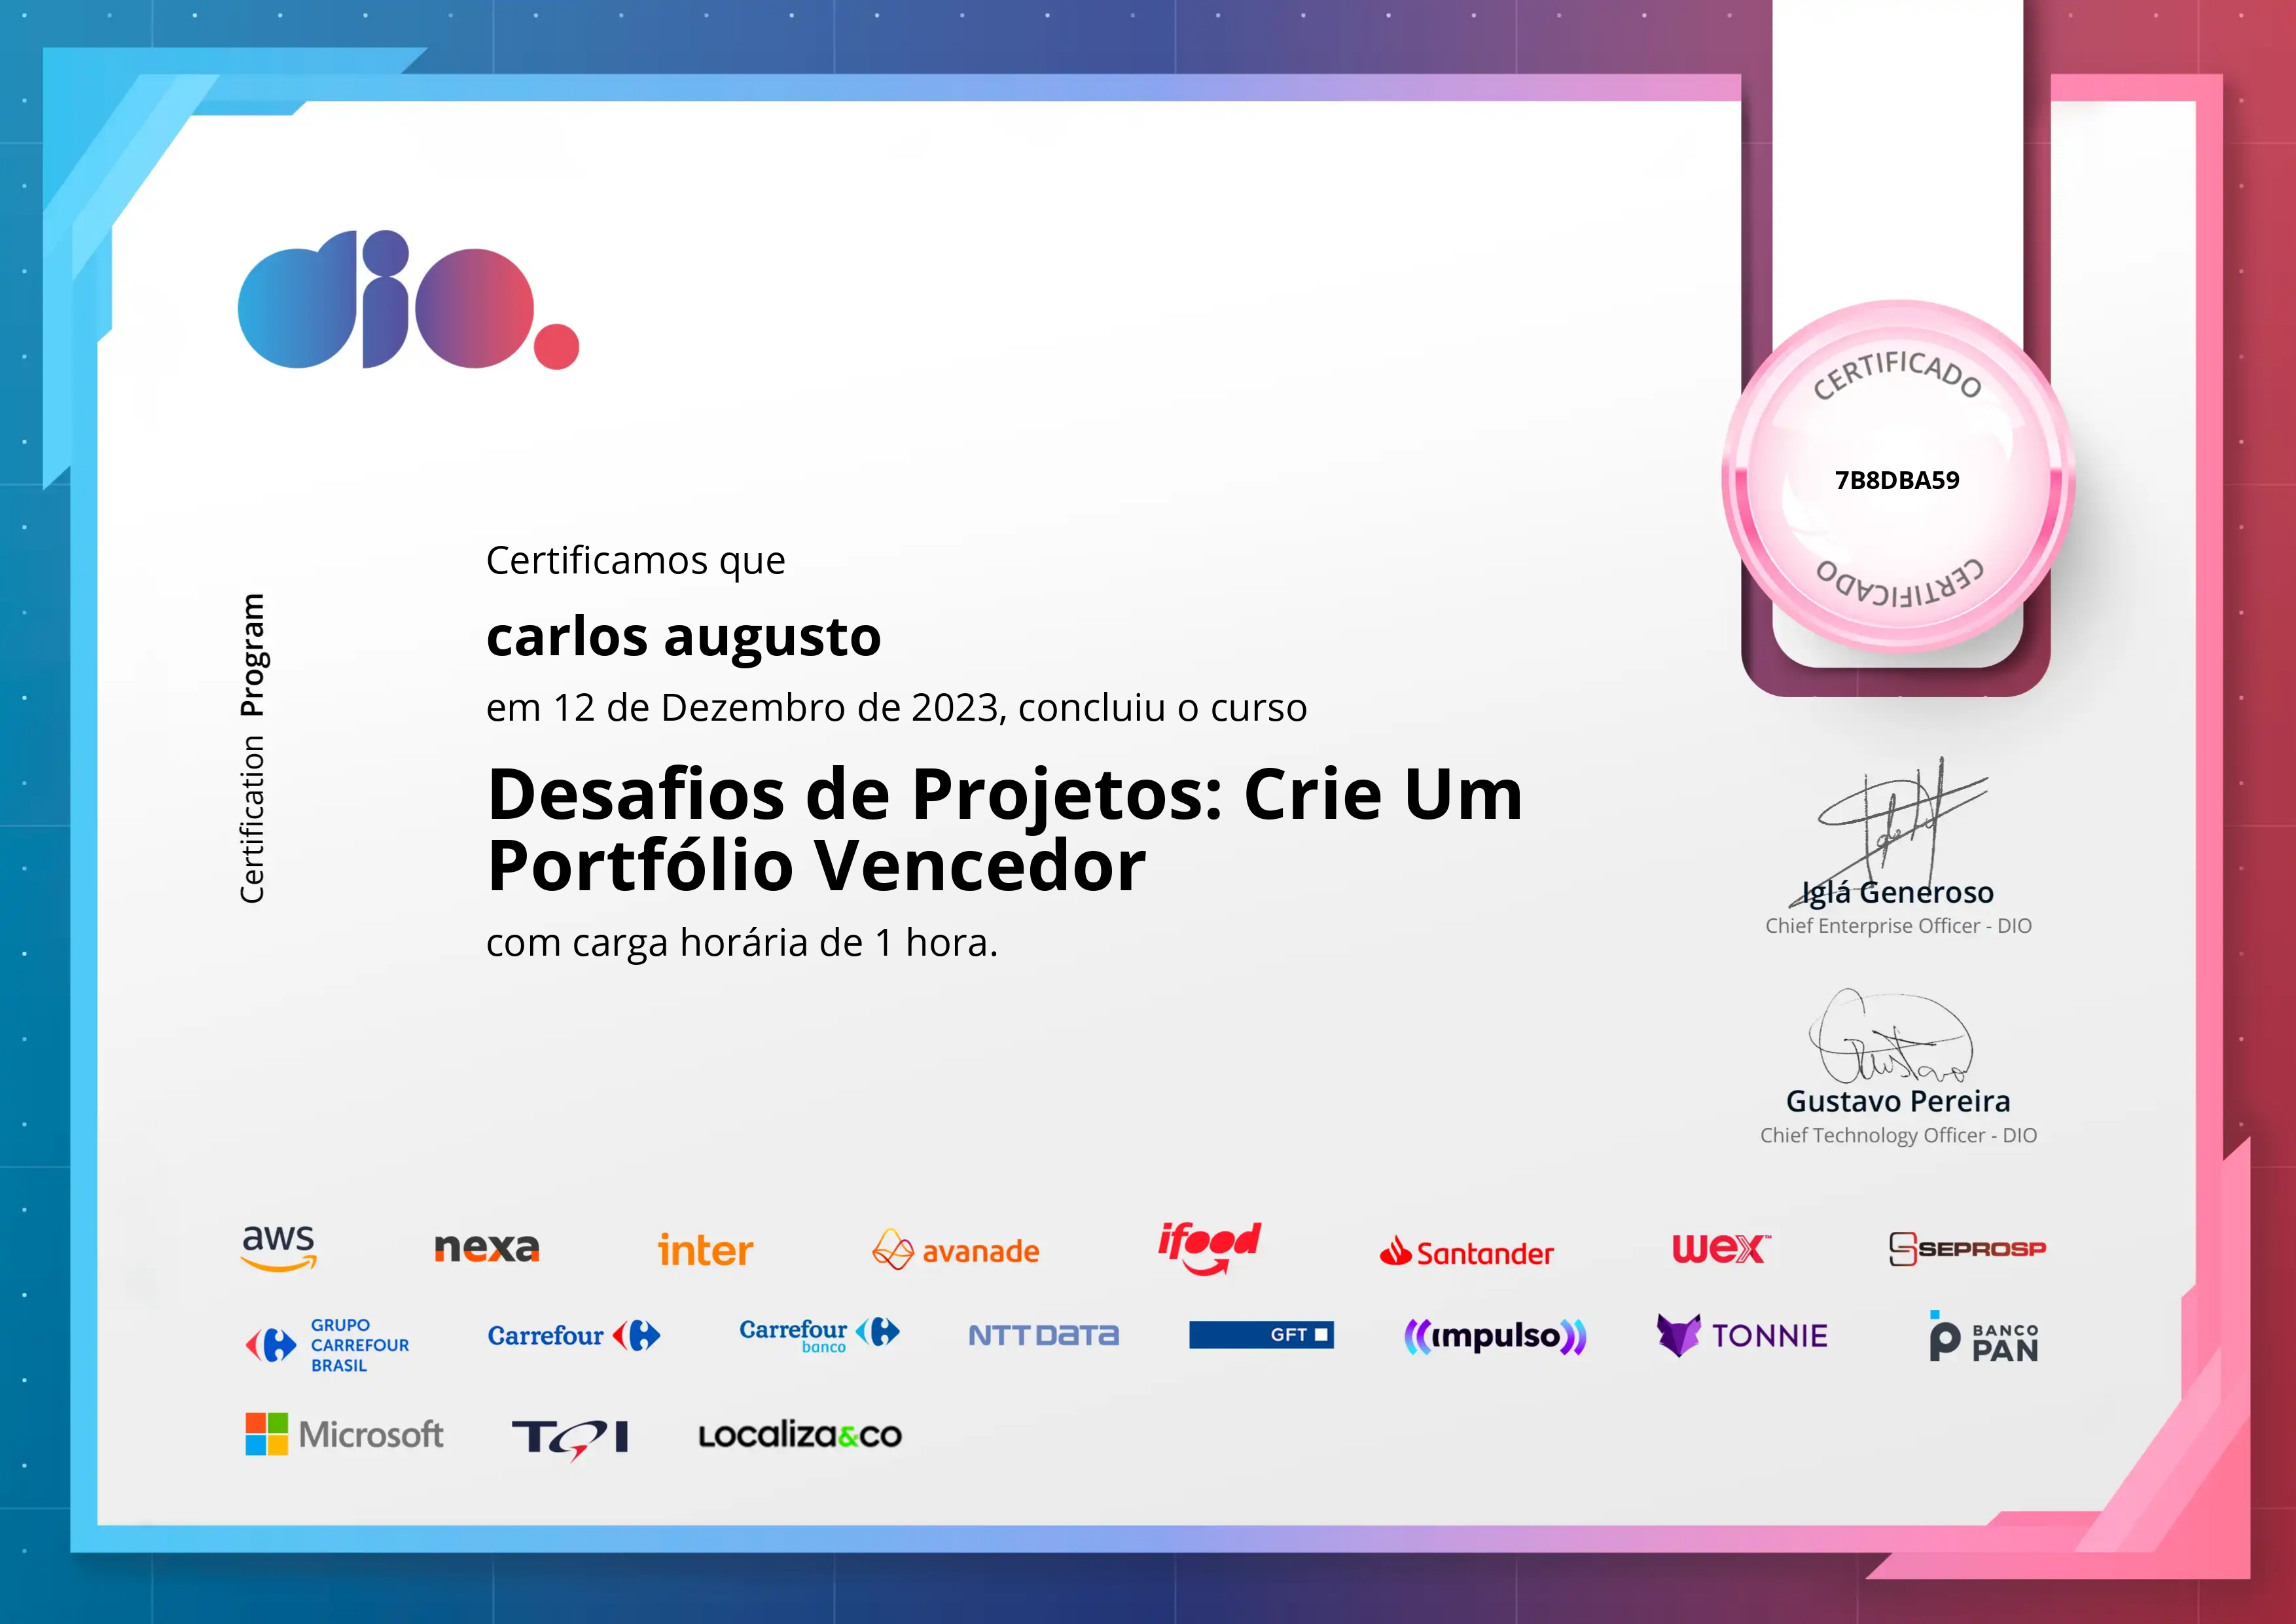 dio.
CERTIFICADO
7B8DBA59
CERTIFICADO
Certification Program
Certificamos que
carlos augusto
em 12 de Dezembro de 2023, concluiu o curso
Desafios de Projetos: Crie Um
Portfólio Vencedor
com carga horária de 1 hora.
Iglá Generoso
Chief Enterprise Officer - DIO
Gustavo
Gustavo Pereira
Chief Technology Officer - DIO
aws nexa inter avanade ifood Santander wex™ SEPROSP
GRUPO
CARREFOUR
BRASIL
Carrefour
Carrefour
banco
NTT DATA
GFT
impulso
TONNIE
BANCO
PAN
Microsoft TQI Localiza&co